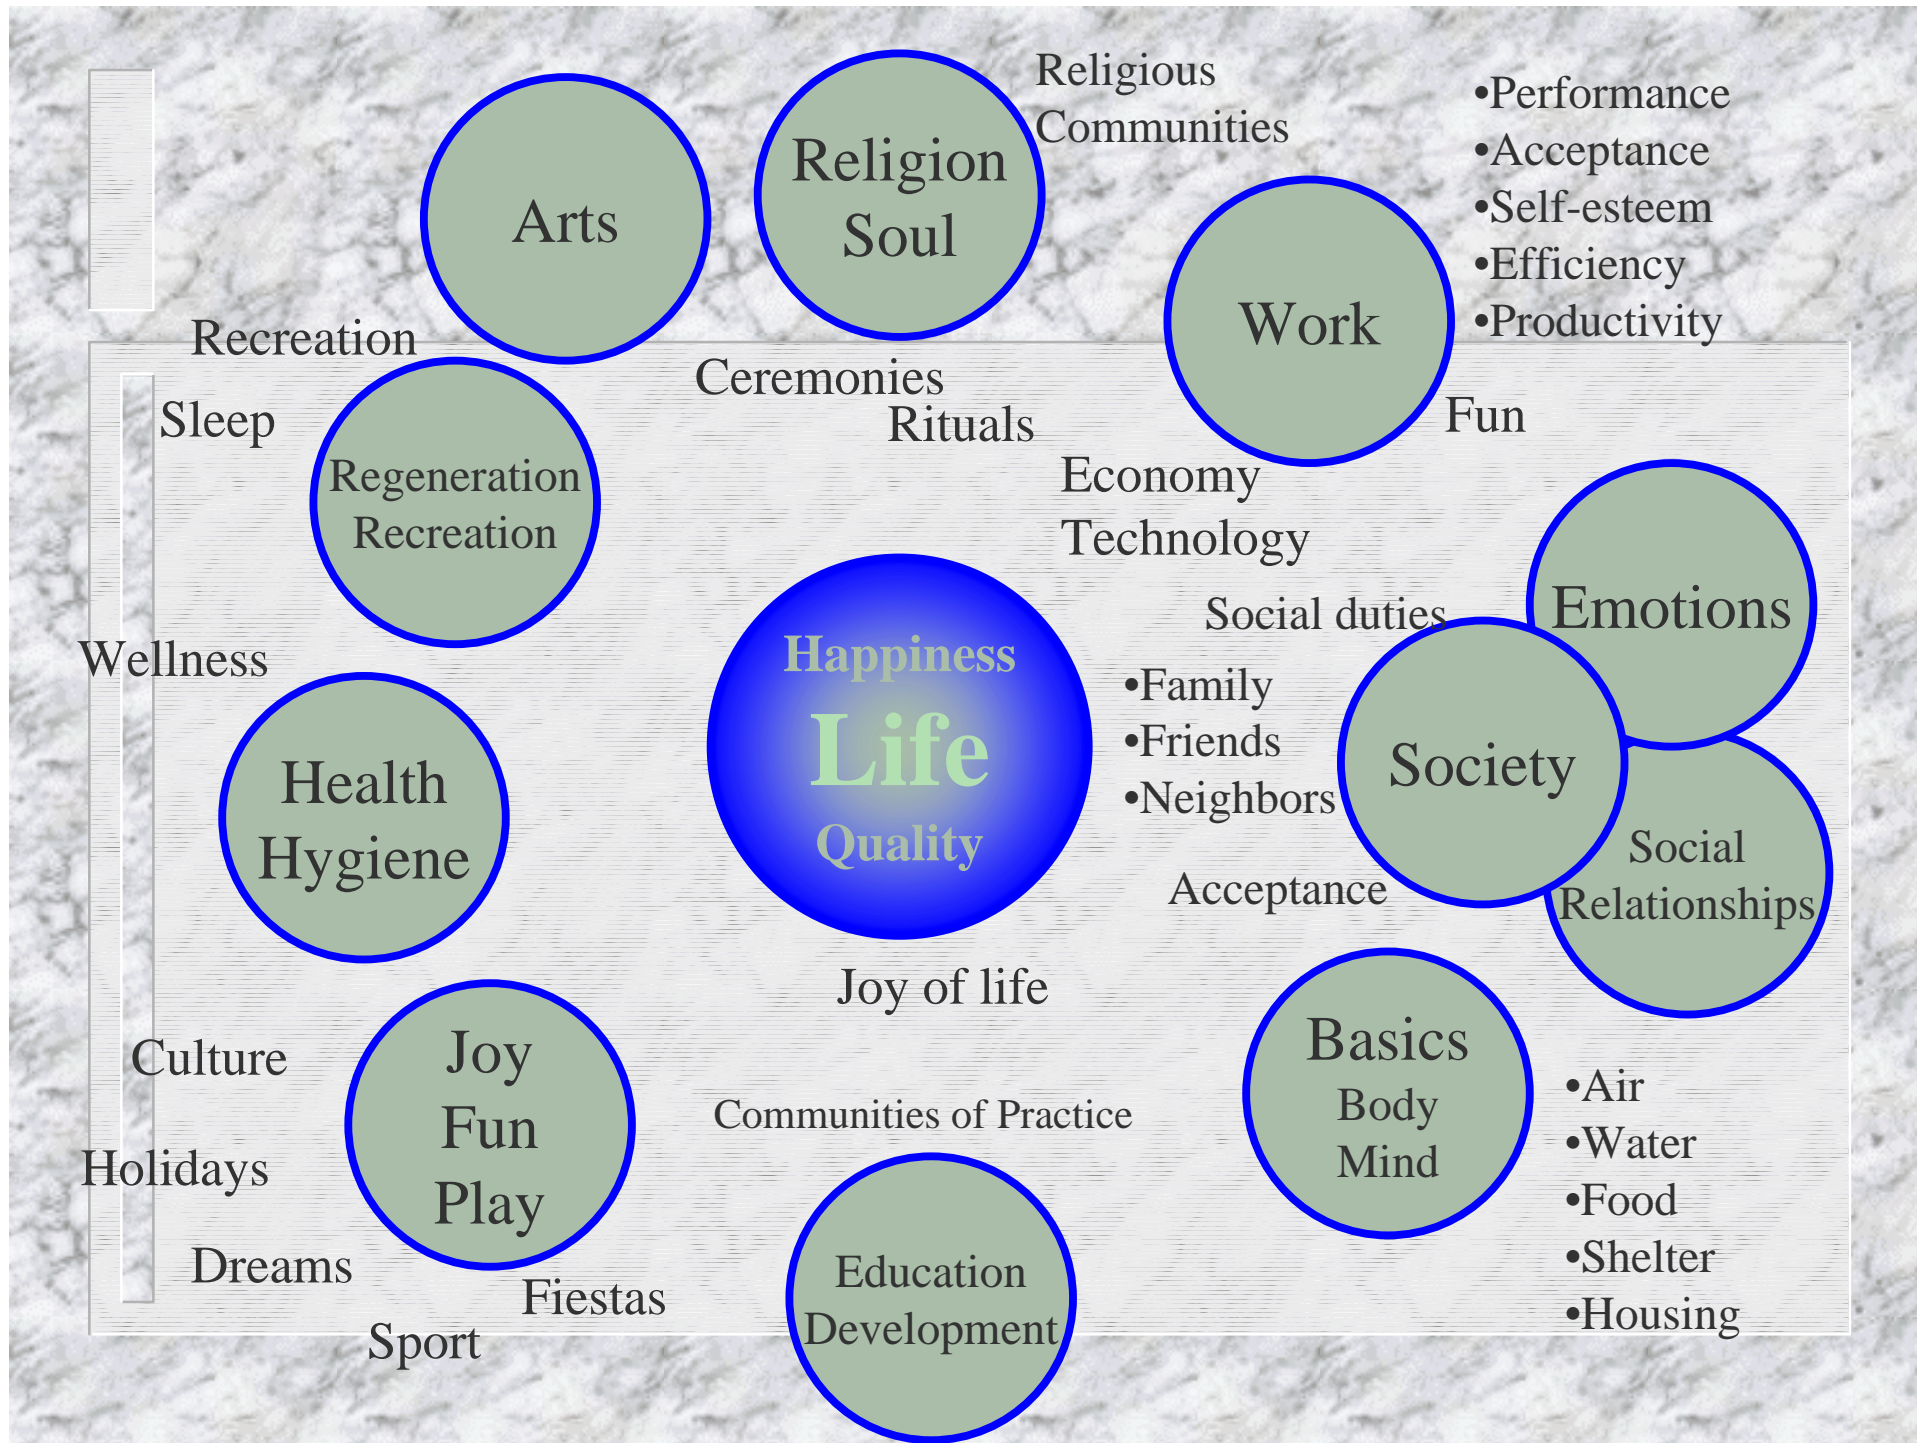 Religious
Communities
•Performance
•Acceptance
•Self-esteem
•Efficiency
•Productivity
Religion
Soul
Arts
Work
Recreation
Sleep
Ceremonies
Rituals
Fun
Regeneration
Recreation
Economy
Technology
Emotions
Social duties
Wellness
Happiness
Life
Quality
•Family
•Friends
•Neighbors
Society
Health
Hygiene
Social
Relationships
Acceptance
Joy of life
Culture
Joy
Fun
Play
Basics
Body
Mind
•Air
•Water
•Food
•Shelter
•Housing
Communities of Practice
Holidays
Dreams
Fiestas
Sport
Education
Development